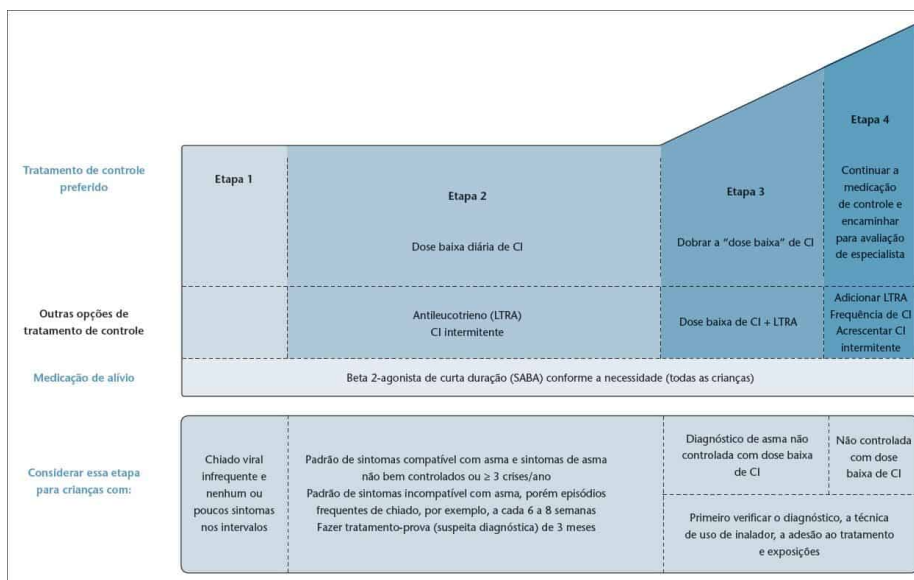 Tratamento de controle
preferido
Etapa 1
Etapa 2
Dose baixa diária de CI
Etapa 3
Dobrar a “dose baixa” de CI
Etapa 4
Continuar a
medicação
de controle e
encaminhar
para avaliação
de especialista
Outras opções de
tratamento de controle
Antileucotrieno (LTRA)
CI intermitente
Dose baixa de CI + LTRA
Adicionar LTRA
Frequência de CI
Acrescentar CI
intermitente
Medicação de alívio
Beta 2-agonista de curta duração (SABA) conforme a necessidade (todas as crianças)
Considerar essa etapa
para crianças com:
Chiado viral
infrequente e
nenhum ou
poucos sintomas
nos intervalos
Padrão de sintomas compatível com asma e sintomas de asma
não bem controlados ou ≥ 3 crises/ano
Padrão de sintomas incompatível com asma, porém episódios
frequentes de chiado, por exemplo, a cada 6 a 8 semanas
Fazer tratamento-prova (suspeita diagnóstica) de 3 meses
Diagnóstico de asma não
controlada com dose baixa
de CI
Não controlada
com dose
baixa de CI
Primeiro verificar o diagnóstico, a técnica
de uso de inalador, a adesão ao tratamento
e exposições